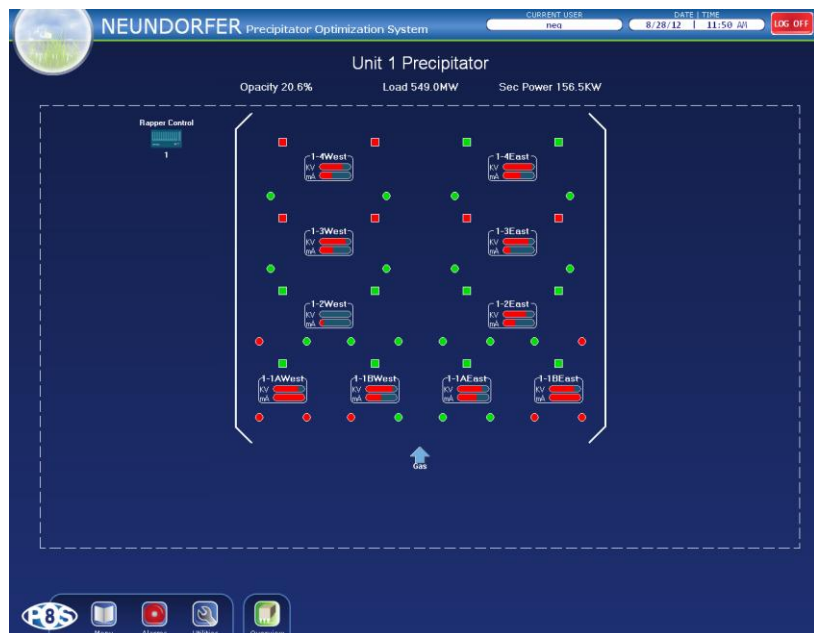 NEUNDORFER Precipitator Optimization System
CURRENT USER
neq
DATE | TIME
8/28/12 | 11:50 AM
LOG OFF
Unit 1 Precipitator
Opacity 20.6% Load 549.0MW Sec Power 156.5KW
Rapper Control
1
1-4West
KV
mA
1-4East
KV
mA
1-3West
KV
mA
1-3East
KV
mA
1-2West
KV
mA
1-2East
KV
mA
1-1AWest
KV
mA
1-1BWest
KV
mA
1-1AEast
KV
mA
1-1BEast
KV
mA
Gas
P8S
Menu
Alarms
Utilities
Overview